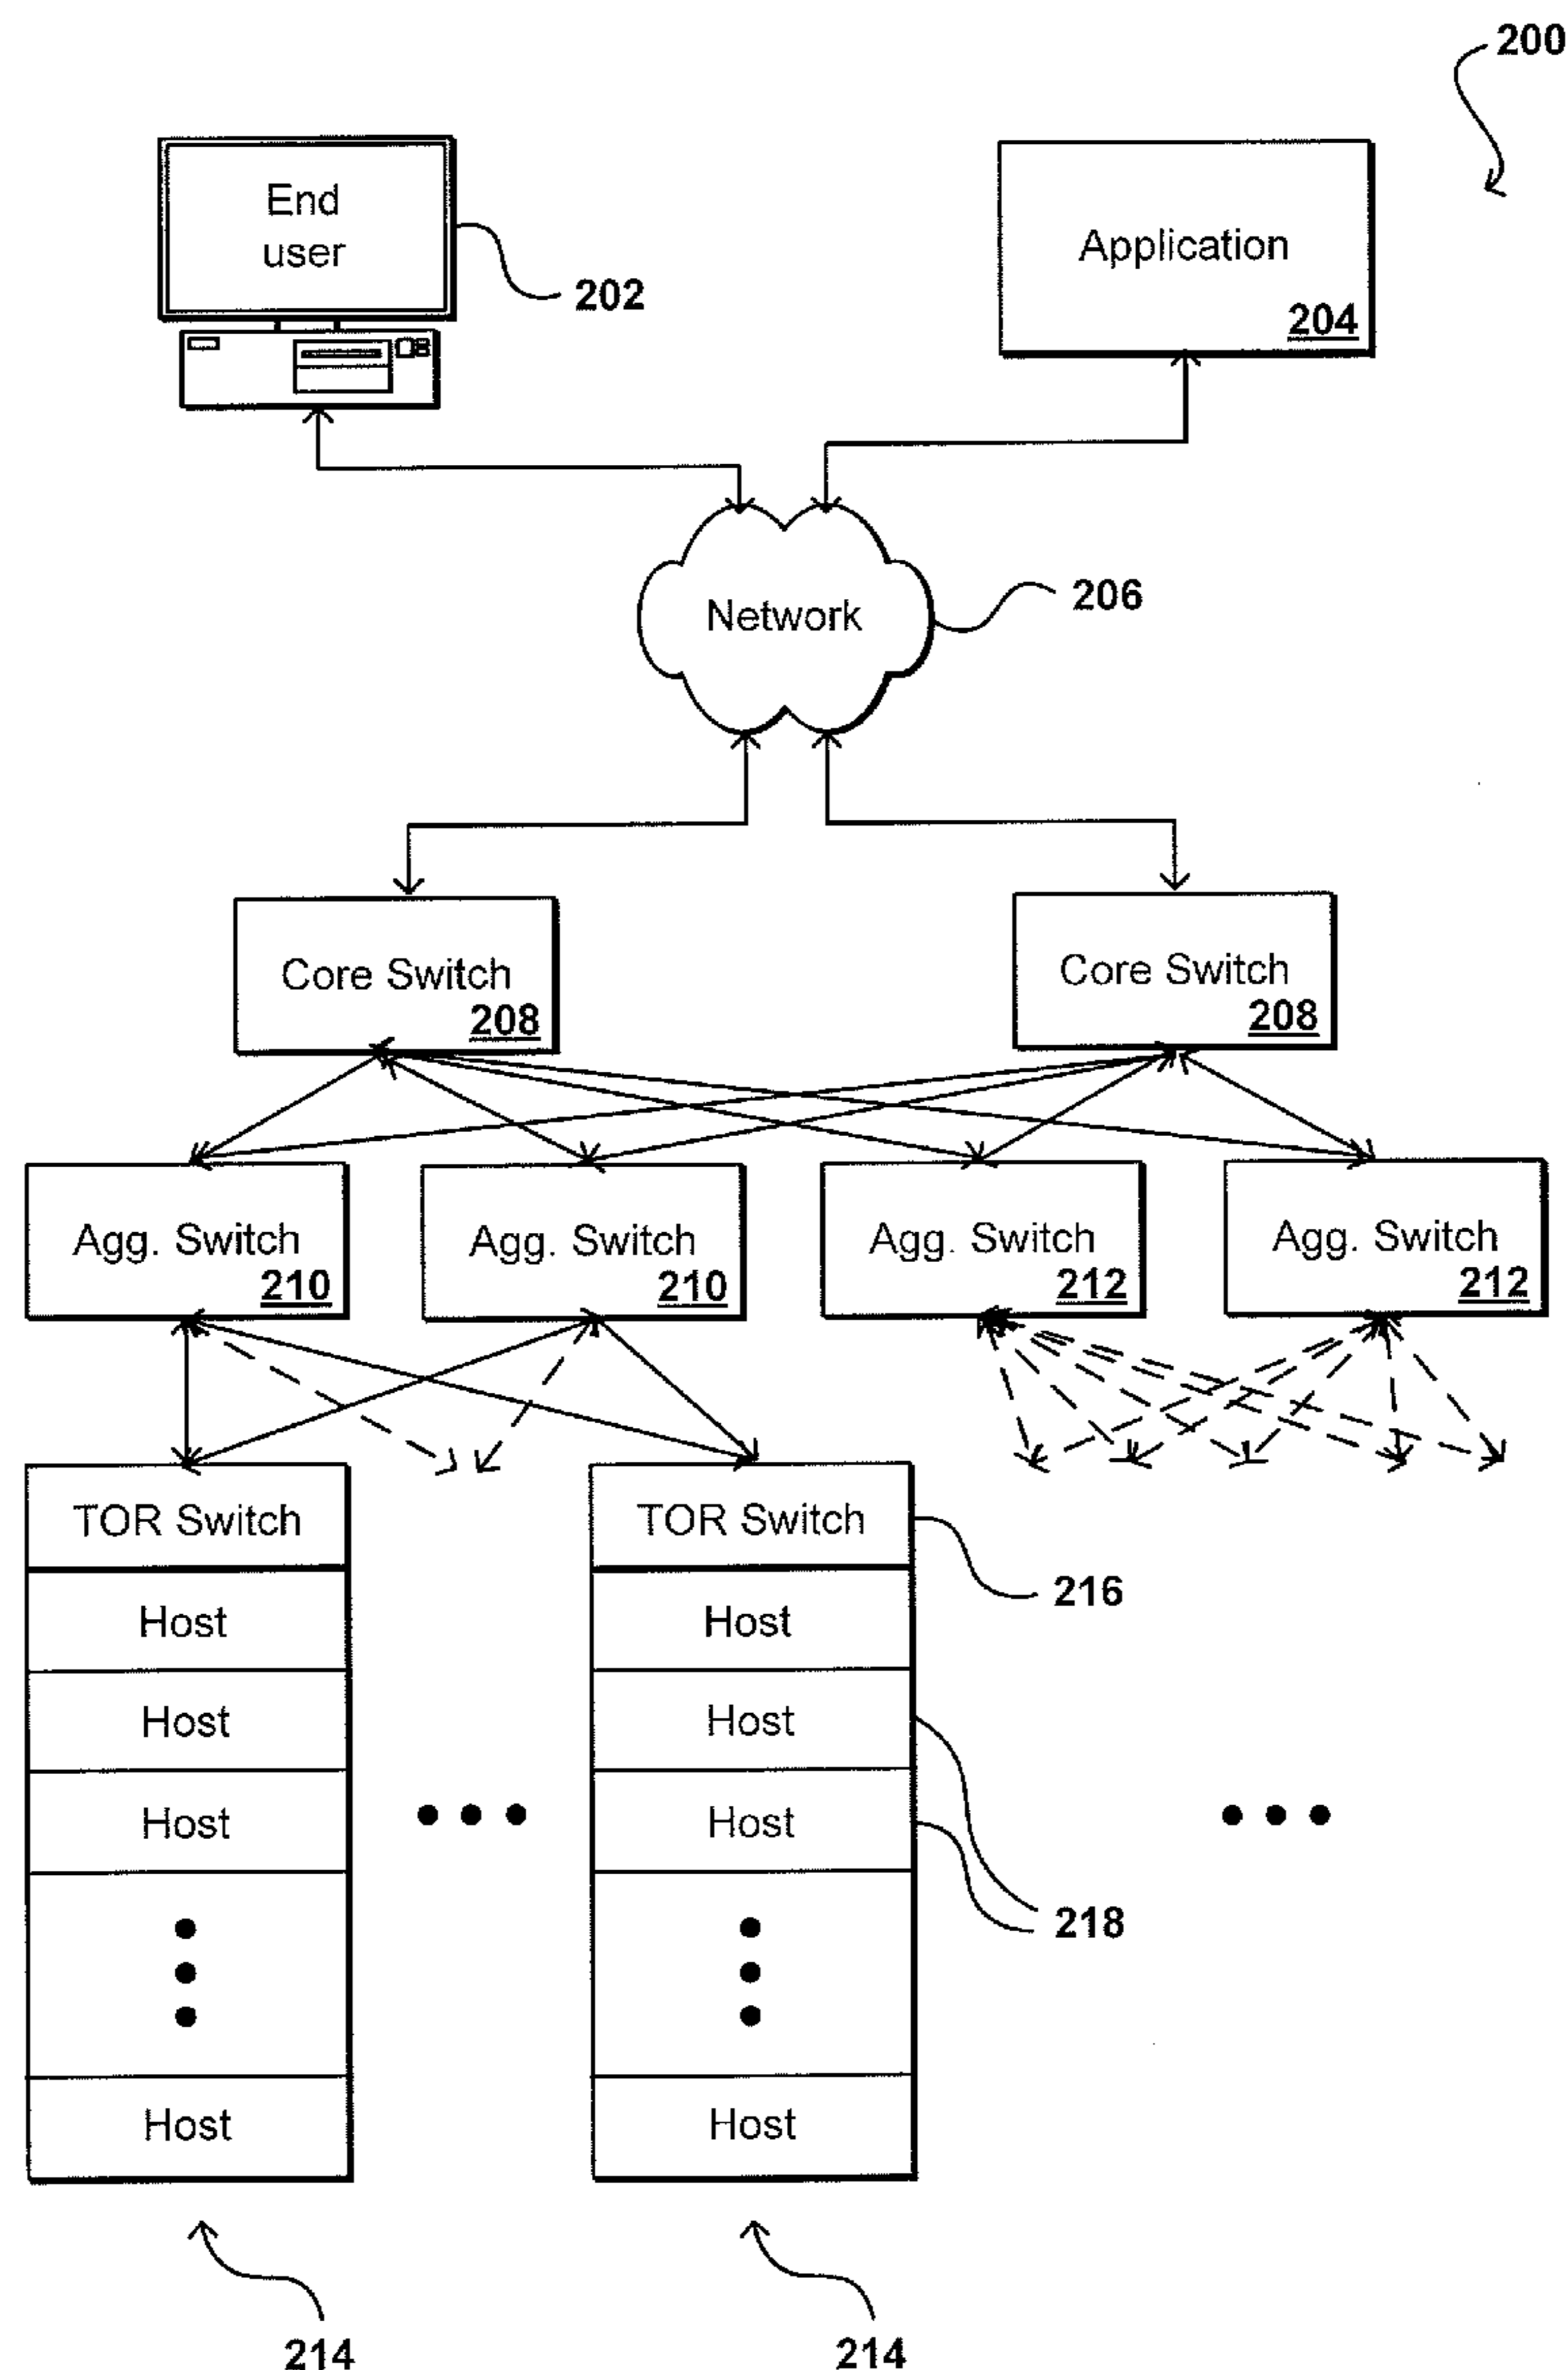 200
End
user
202
Application
204
Network
206
Core Switch
208
Core Switch
208
Agg. Switch
210
Agg. Switch
210
Agg. Switch
212
Agg. Switch
212
TOR Switch
Host
Host
Host
Host
TOR Switch
216
Host
Host
Host
218
Host
214
214